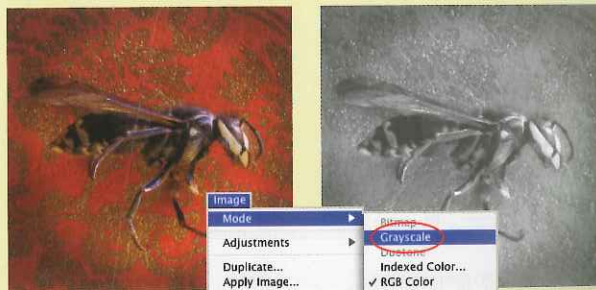 Image
Mode
Adjustments
Duplicate...
Apply Image...
Bitmap
Grayscale
Duotone
Indexed Color...
✓ RGB Color